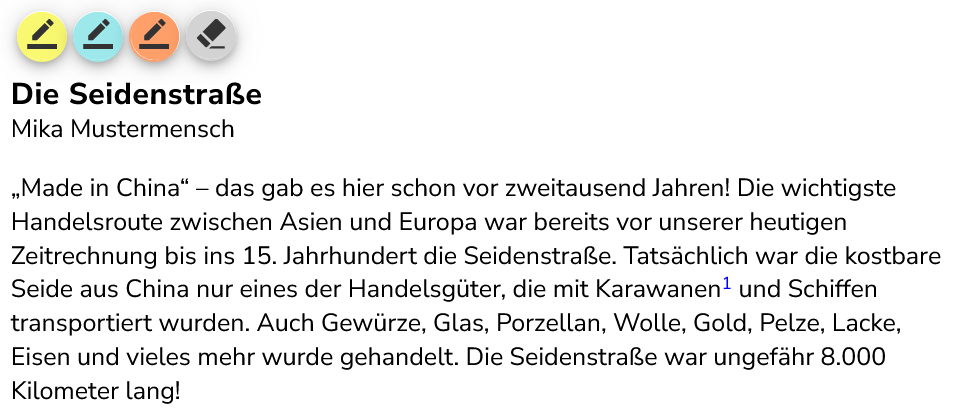 Die Seidenstraße
Mika Mustermensch
„Made in China“ – das gab es hier schon vor zweitausend Jahren! Die wichtigste
Handelsroute zwischen Asien und Europa war bereits vor unserer heutigen
Zeitrechnung bis ins 15. Jahrhundert die Seidenstraße. Tatsächlich war die kostbare
Seide aus China nur eines der Handelsgüter, die mit Karawanen¹ und Schiffen
transportiert wurden. Auch Gewürze, Glas, Porzellan, Wolle, Gold, Pelze, Lacke,
Eisen und vieles mehr wurde gehandelt. Die Seidenstraße war ungefähr 8.000
Kilometer lang!